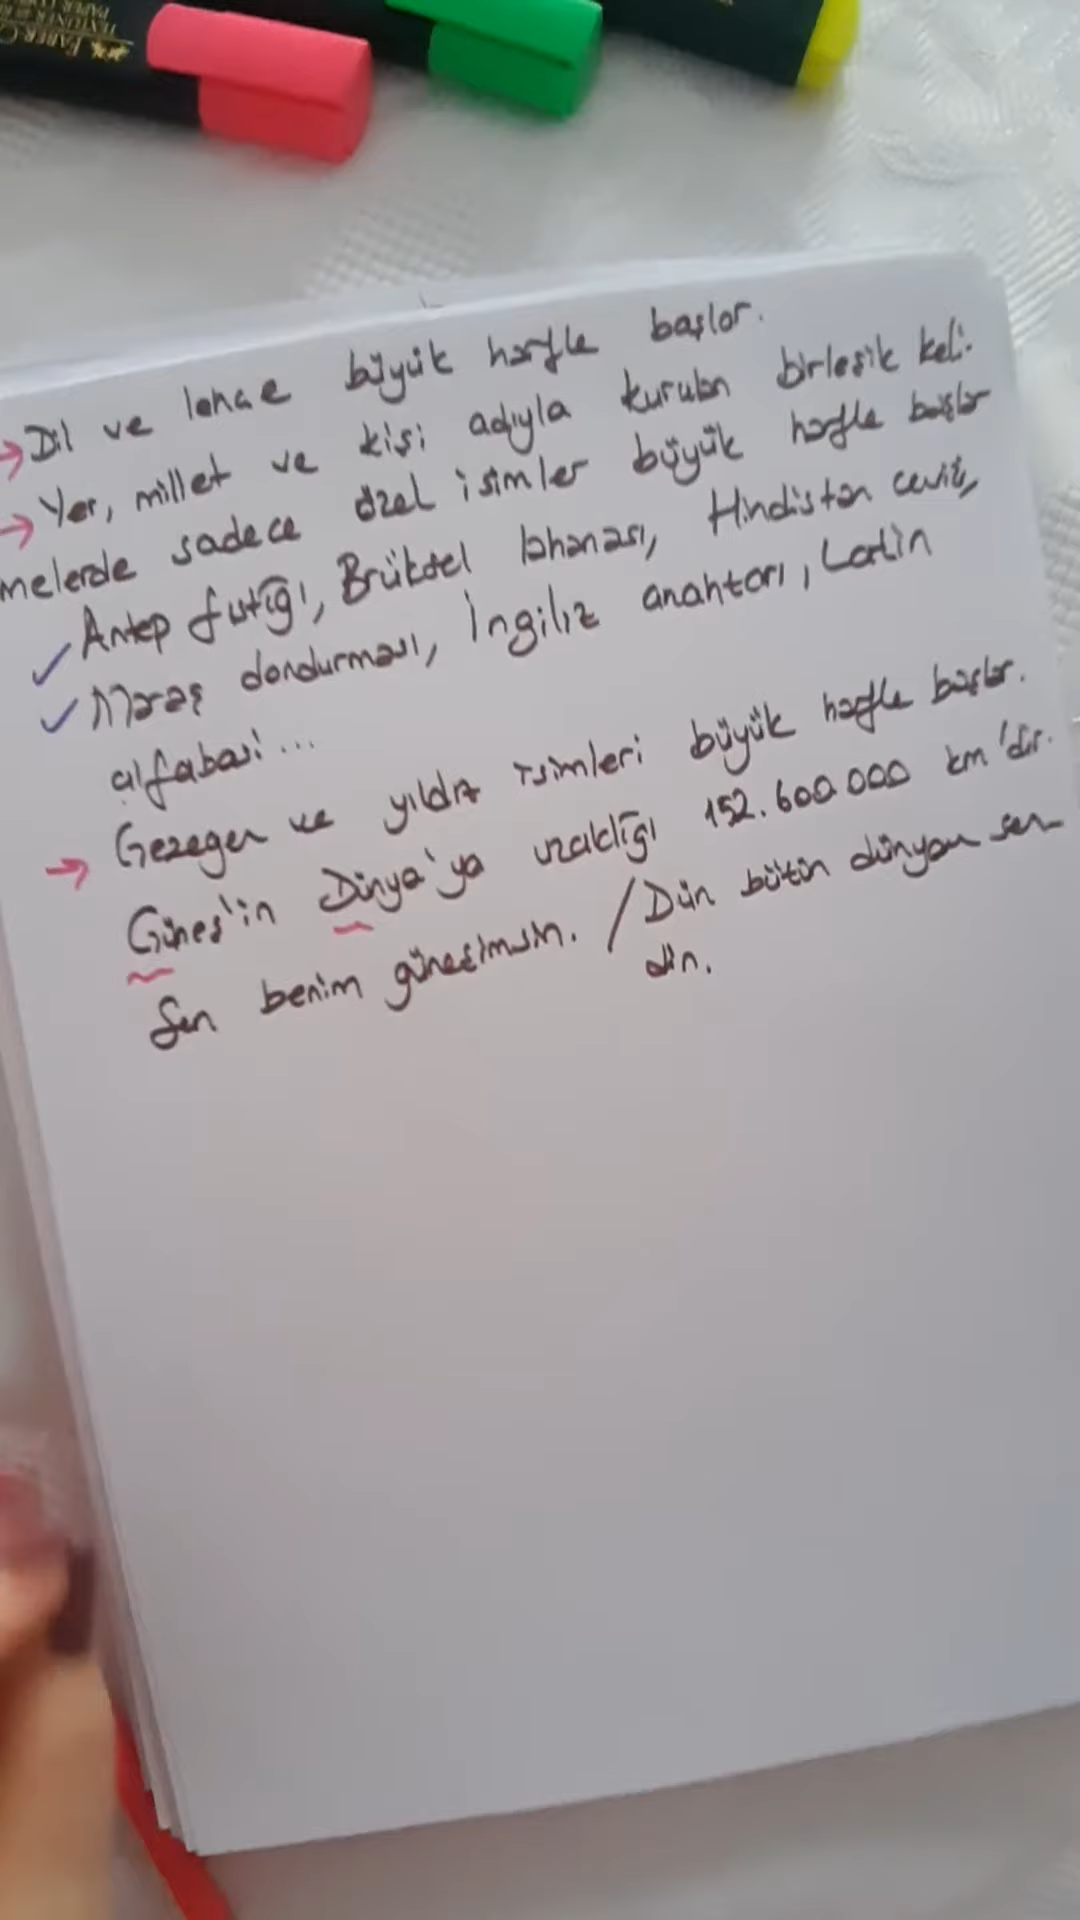 FABER-C
→ Dil ve lehçe büyük harfle başlar.
→ Yer, millet ve kişi adıyla kurulan birleşik keli-
melerde sadece özel isimler büyük harfle başlar
✓ Antep fıstığı, Brüksel lahanası, Hindistan cevizi,
✓ Maraş dondurması, İngiliz anahtarı, Latin
alfabesi...
→ Gezegen ve yıldız isimleri büyük harfle başlar.
Güneş'in Dünya'ya uzaklığı 152.600.000 km'dir.
Sen benim güneşimsin. / Dün bütün dünyam sen-
din.